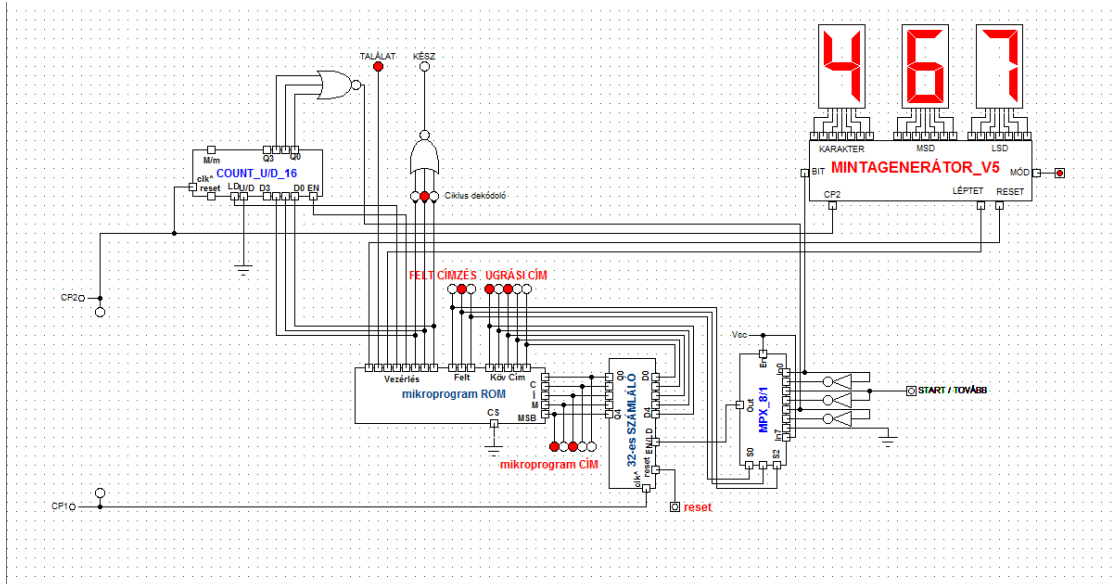 4 6 7
TALÁLAT KÉSZ
KARAKTER MSD LSD
BIT MINTAGENERÁTOR_V5 MÓD
CP2 LÉPTET RESET
M/m Q3 Q0
clk^ COUNT_U/D_16
reset LD U/D D3 D0 EN
Ciklus dekódoló
FELT CÍMZÉS UGRÁSI CÍM
CP2
Vcc
Vezérlés Felt Köv Cím
mikroprogram ROM
C
Í
M
CS MSB
mikroprogram CÍM
Q0 D0
32-es SZÁMLÁLÓ
Q4 D4
EN/LD
reset
clk^
reset
En
In0
Out MPX_8/1
In7
S0 S2
START / TOVÁBB
CP1